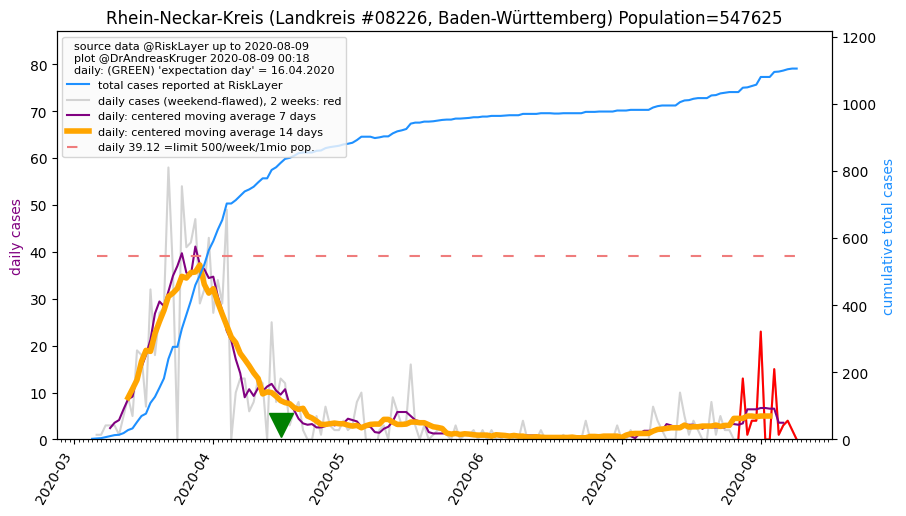 Rhein-Neckar-Kreis (Landkreis #08226, Baden-Württemberg) Population=547625
source data @RiskLayer up to 2020-08-09
plot @DrAndreasKruger 2020-08-09 00:18
daily: (GREEN) 'expectation day' = 16.04.2020
total cases reported at RiskLayer
daily cases (weekend-flawed), 2 weeks: red
daily: centered moving average 7 days
daily: centered moving average 14 days
daily 39.12 =limit 500/week/1mio pop.
daily cases
80
70
60
50
40
30
20
10
0
cumulative total cases
1200
1000
800
600
400
200
0
2020-03
2020-04
2020-05
2020-06
2020-07
2020-08